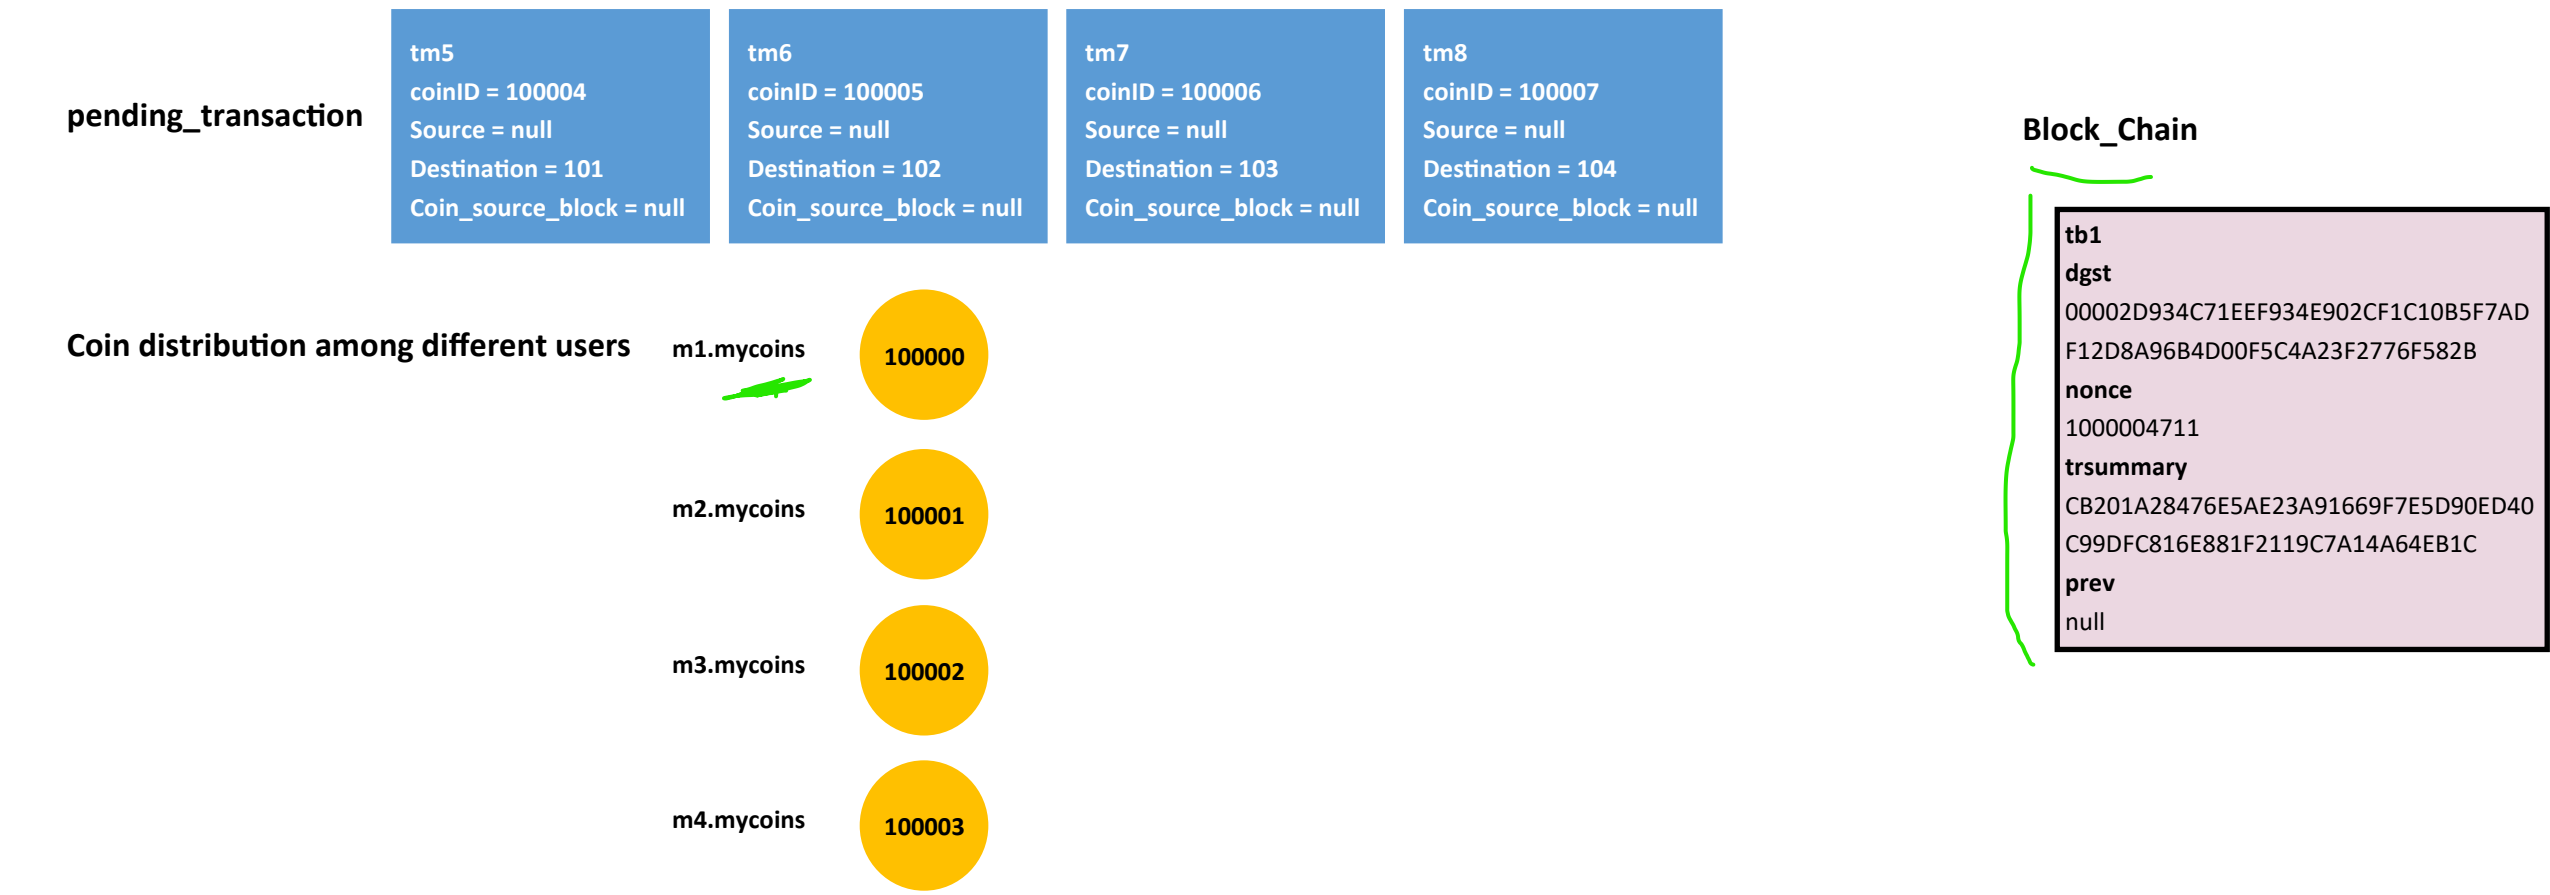 pending_transaction
tm5
coinID = 100004
Source = null
Destination = 101
Coin_source_block = null
tm6
coinID = 100005
Source = null
Destination = 102
Coin_source_block = null
tm7
coinID = 100006
Source = null
Destination = 103
Coin_source_block = null
tm8
coinID = 100007
Source = null
Destination = 104
Coin_source_block = null
Coin distribution among different users
m1.mycoins
100000
m2.mycoins
100001
m3.mycoins
100002
m4.mycoins
100003
Block_Chain
tb1
dgst
00002D934C71EEF934E902CF1C10B5F7AD
F12D8A96B4D00F5C4A23F2776F582B
nonce
1000004711
trsummary
CB201A28476E5AE23A91669F7E5D90ED40
C99DFC816E881F2119C7A14A64EB1C
prev
null